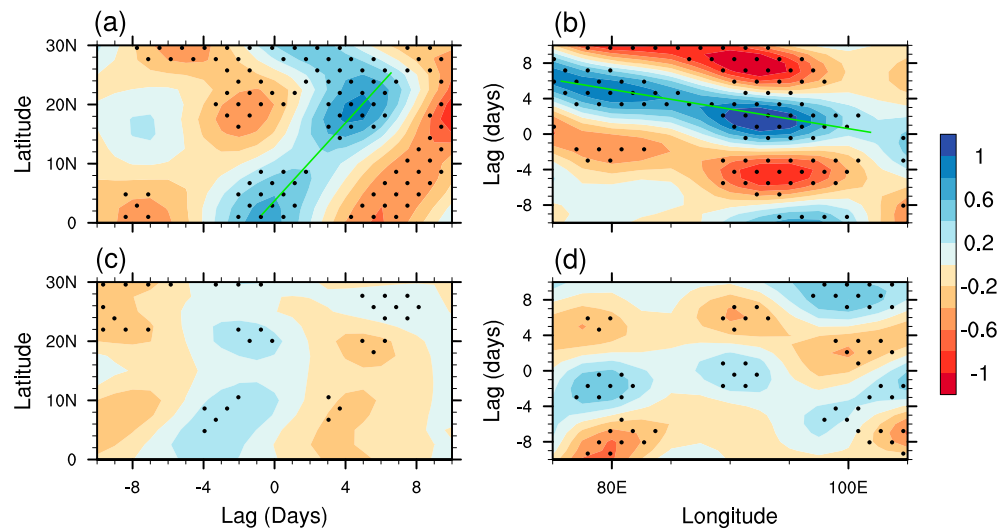 (a)
(b)
30N
20N
10N
0
Latitude
8
4
0
-4
-8
Lag (days)
1
0.6
0.2
-0.2
-0.6
-1
(c)
(d)
30N
20N
10N
0
Latitude
-8
-4
0
4
8
Lag (Days)
8
4
0
-4
-8
Lag (days)
80E
100E
Longitude